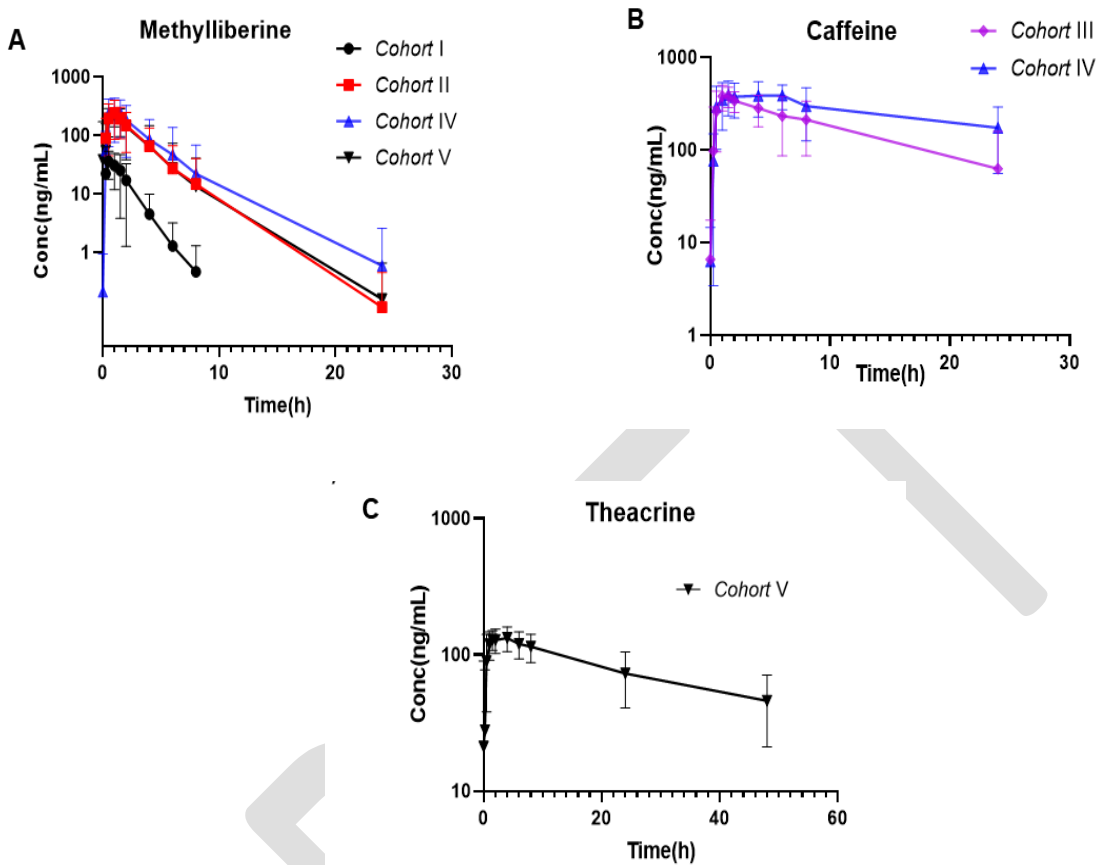 A
Methylliberine
Cohort I
Cohort II
Cohort IV
Cohort V
1000
100
10
1
Conc(ng/mL)
0
10
20
30
Time(h)
B
Caffeine
Cohort III
Cohort IV
1000
100
10
1
Conc(ng/mL)
0
10
20
30
Time(h)
C
Theacrine
Cohort V
1000
100
10
Conc(ng/mL)
0
20
40
60
Time(h)